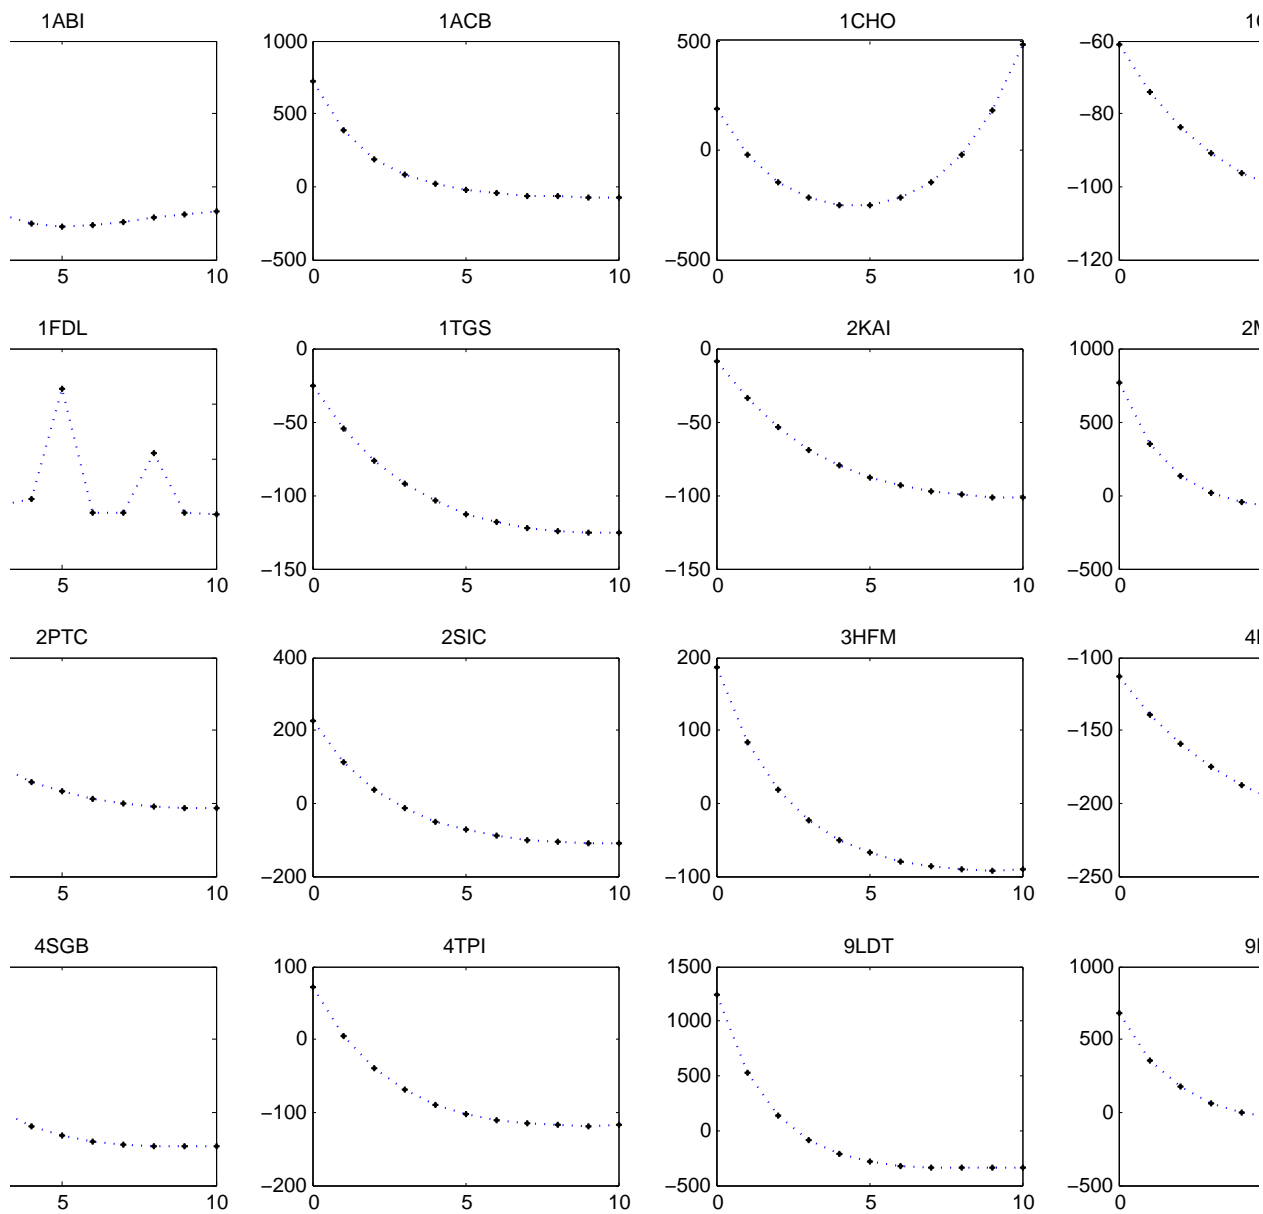 1ABI 1ACB 1CHO
1000 500 −60
500 −80
0
0 −100
−500 −500 −120
5 10 0 5 10 0 5 10 0
1FDL 1TGS 2KAI
0 0 1000
−50 −50 500
−100 −100 0
−150 −150 −500
5 10 0 5 10 0 5 10 0
2PTC 2SIC 3HFM
400 200 −100
200 100 −150
0 0 −200
−200 −100 −250
5 10 0 5 10 0 5 10 0
4SGB 4TPI 9LDT
100 1500 1000
0 1000 500
500
−100 0 0
−200 −500 −500
5 10 0 5 10 0 5 10 0